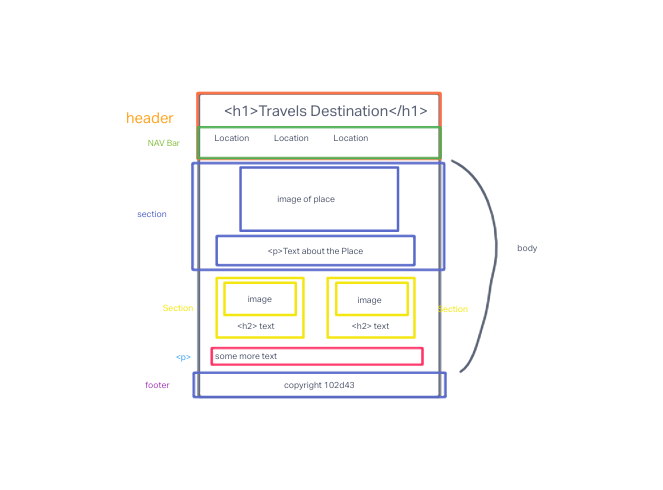 <h1>Travels Destination</h1>
header
NAV Bar
Location Location Location
image of place
section
<p>Text about the Place
body
image image
Section Section
<h2> text <h2> text
<p> some more text
footer copyright 102d43